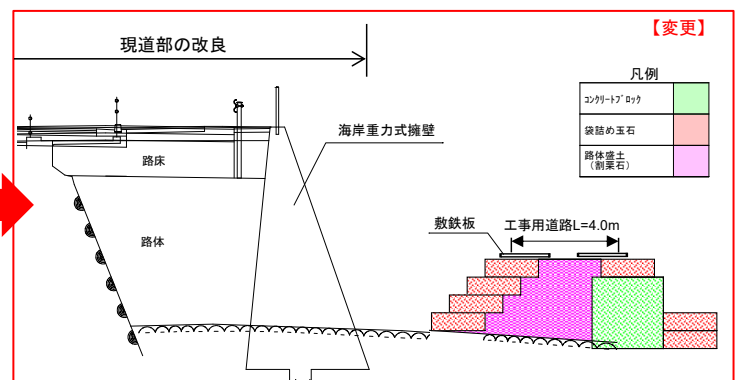 【変更】
現道部の改良
凡例
コンクリートブロック
袋詰め玉石
路体盛土
(割栗石)
海岸重力式擁壁
路床
敷鉄板
工事用道路L=4.0m
路体